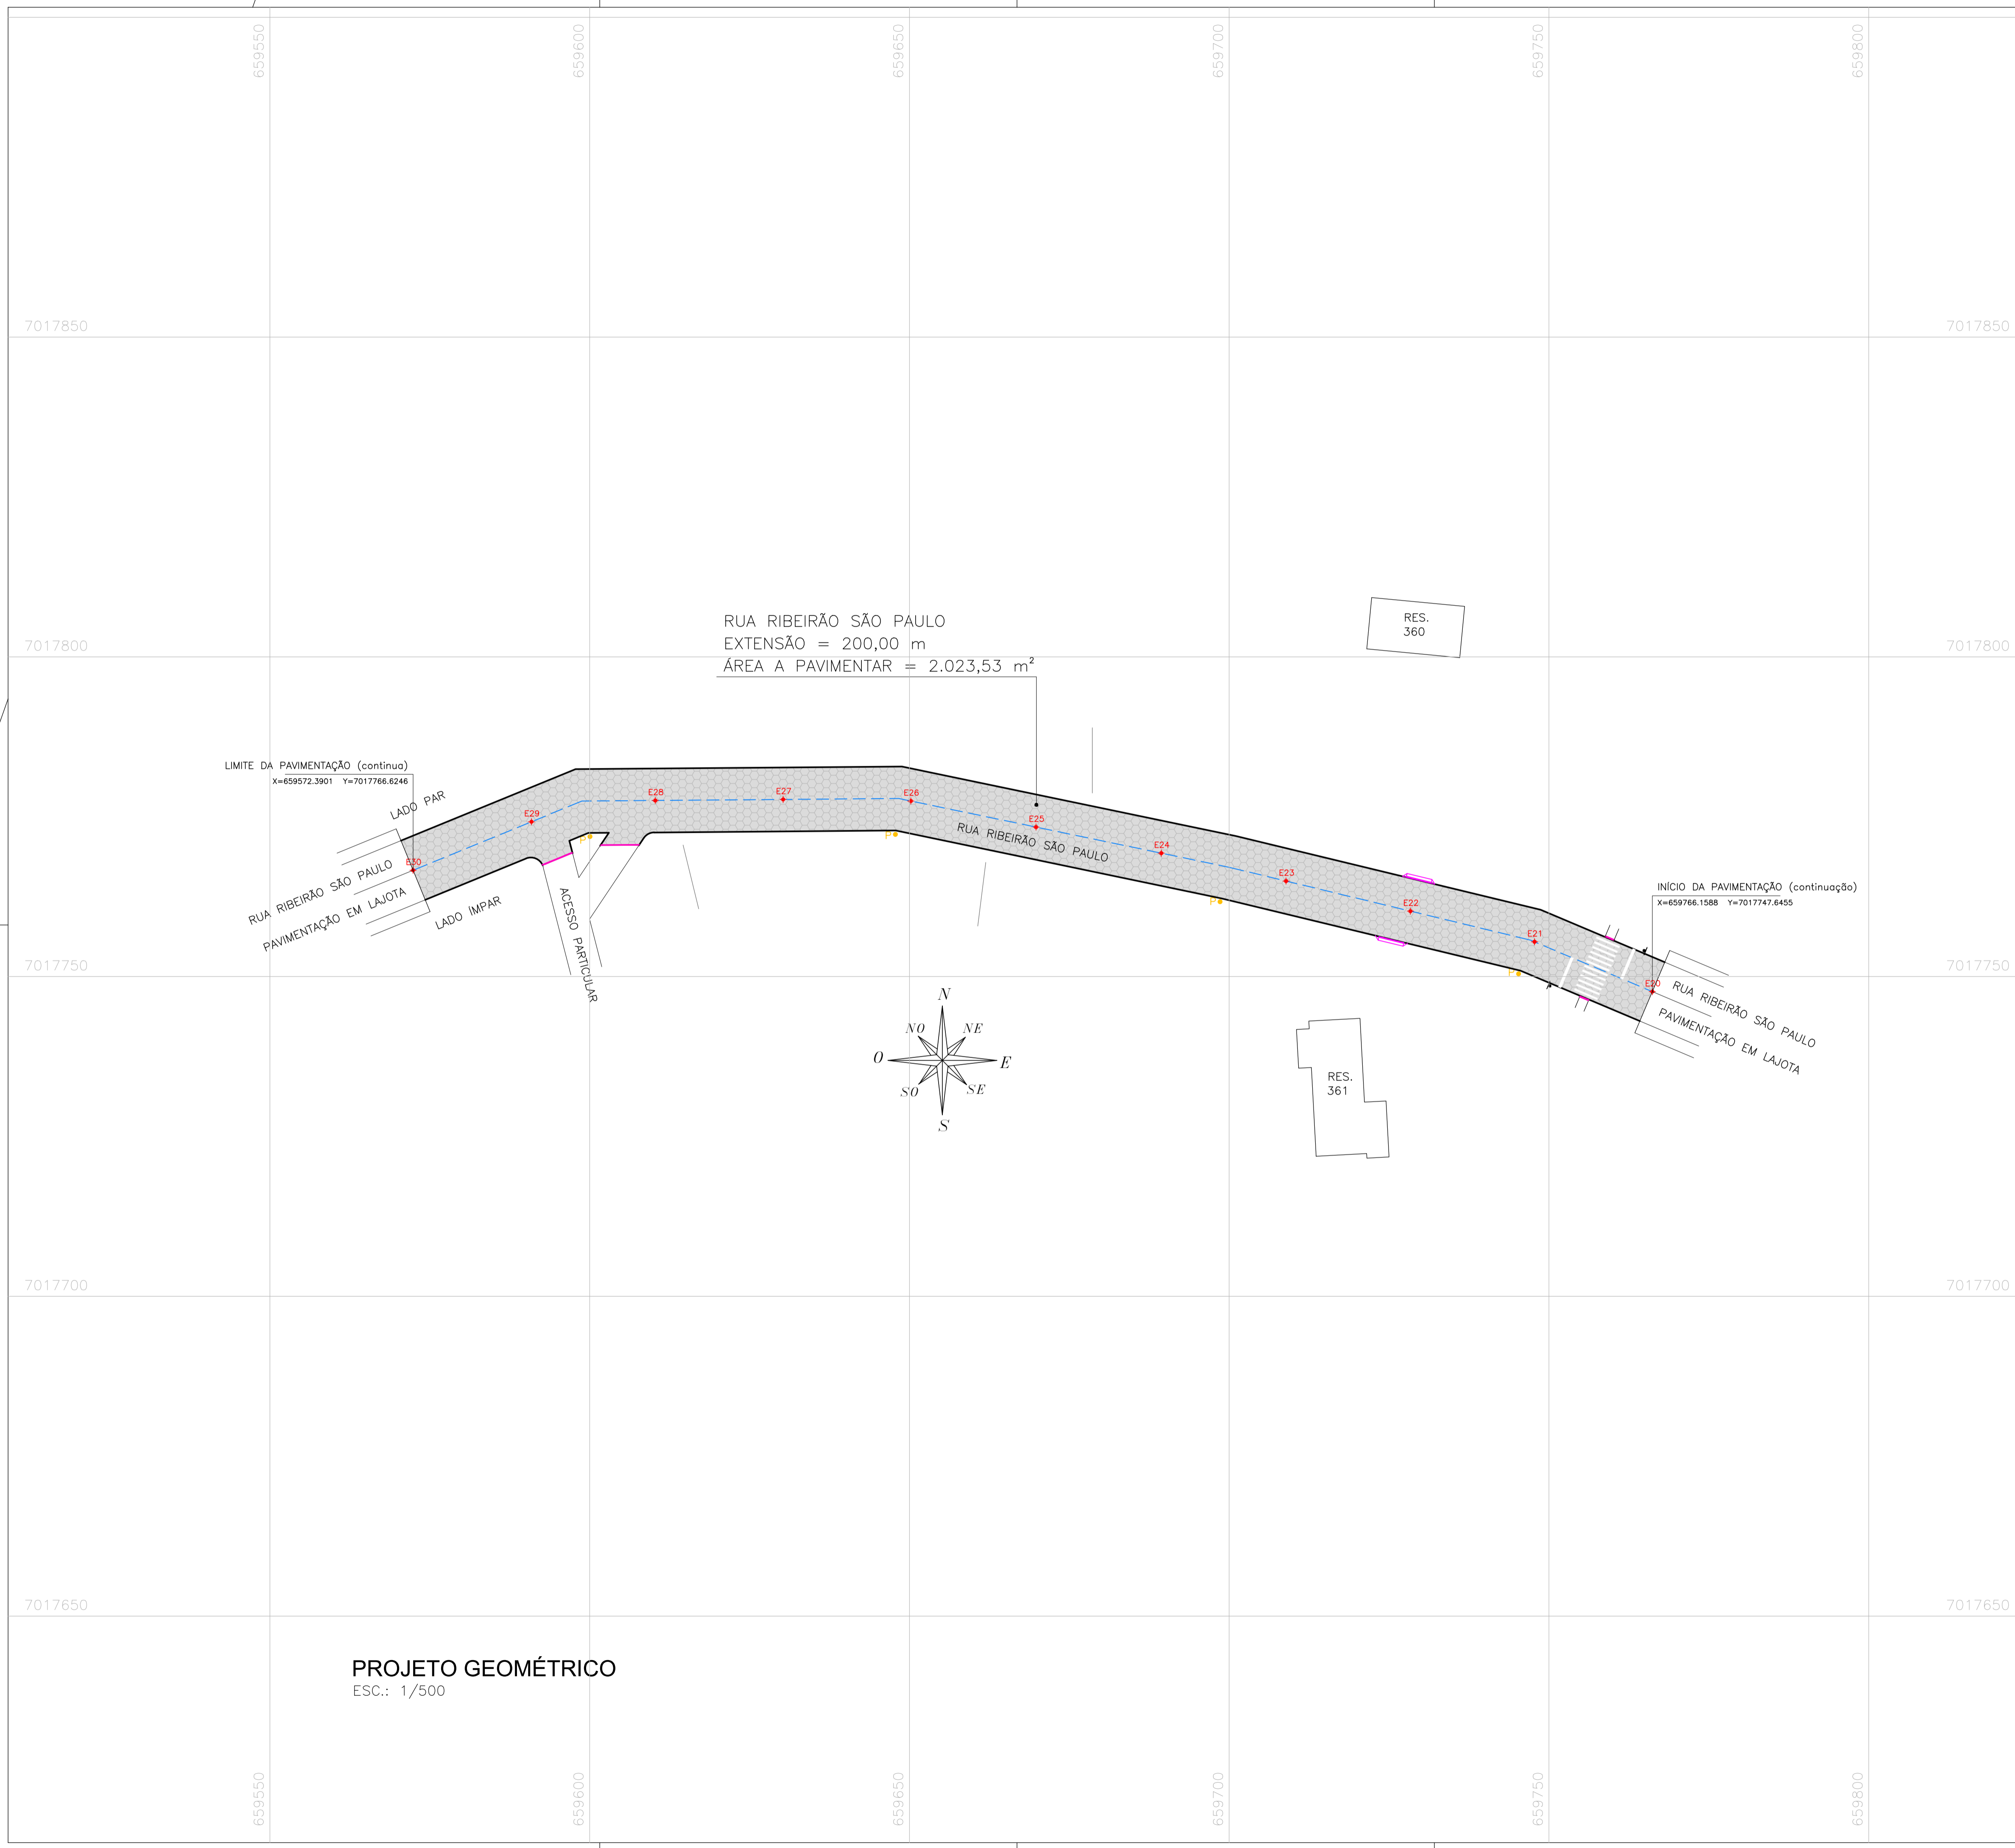 659550
659600
659650
659700
659750
659800
7017850
7017850
RES.
360
RUA RIBEIRÃO SÃO PAULO
EXTENSÃO = 200,00 m
ÁREA A PAVIMENTAR = 2.023,53 m²
7017800
7017800
LIMITE DA PAVIMENTAÇÃO (continua)
X=659572.3901 Y=7017766.6246
LADO PAR
E30
E29
E28
E27
E26
E25
E24
E23
E22
E21
E20
P
P
P
P
RUA RIBEIRÃO SÃO PAULO
RUA RIBEIRÃO SÃO PAULO
PAVIMENTAÇÃO EM LAJOTA
LADO ÍMPAR
ACESSO PARTICULAR
INÍCIO DA PAVIMENTAÇÃO (continuação)
X=659766.1588 Y=7017747.6455
RUA RIBEIRÃO SÃO PAULO
PAVIMENTAÇÃO EM LAJOTA
7017750
7017750
N
NO
NE
O
E
SO
SE
S
RES.
361
7017700
7017700
7017650
7017650
PROJETO GEOMÉTRICO
ESC.: 1/500
659550
659600
659650
659700
659750
659800